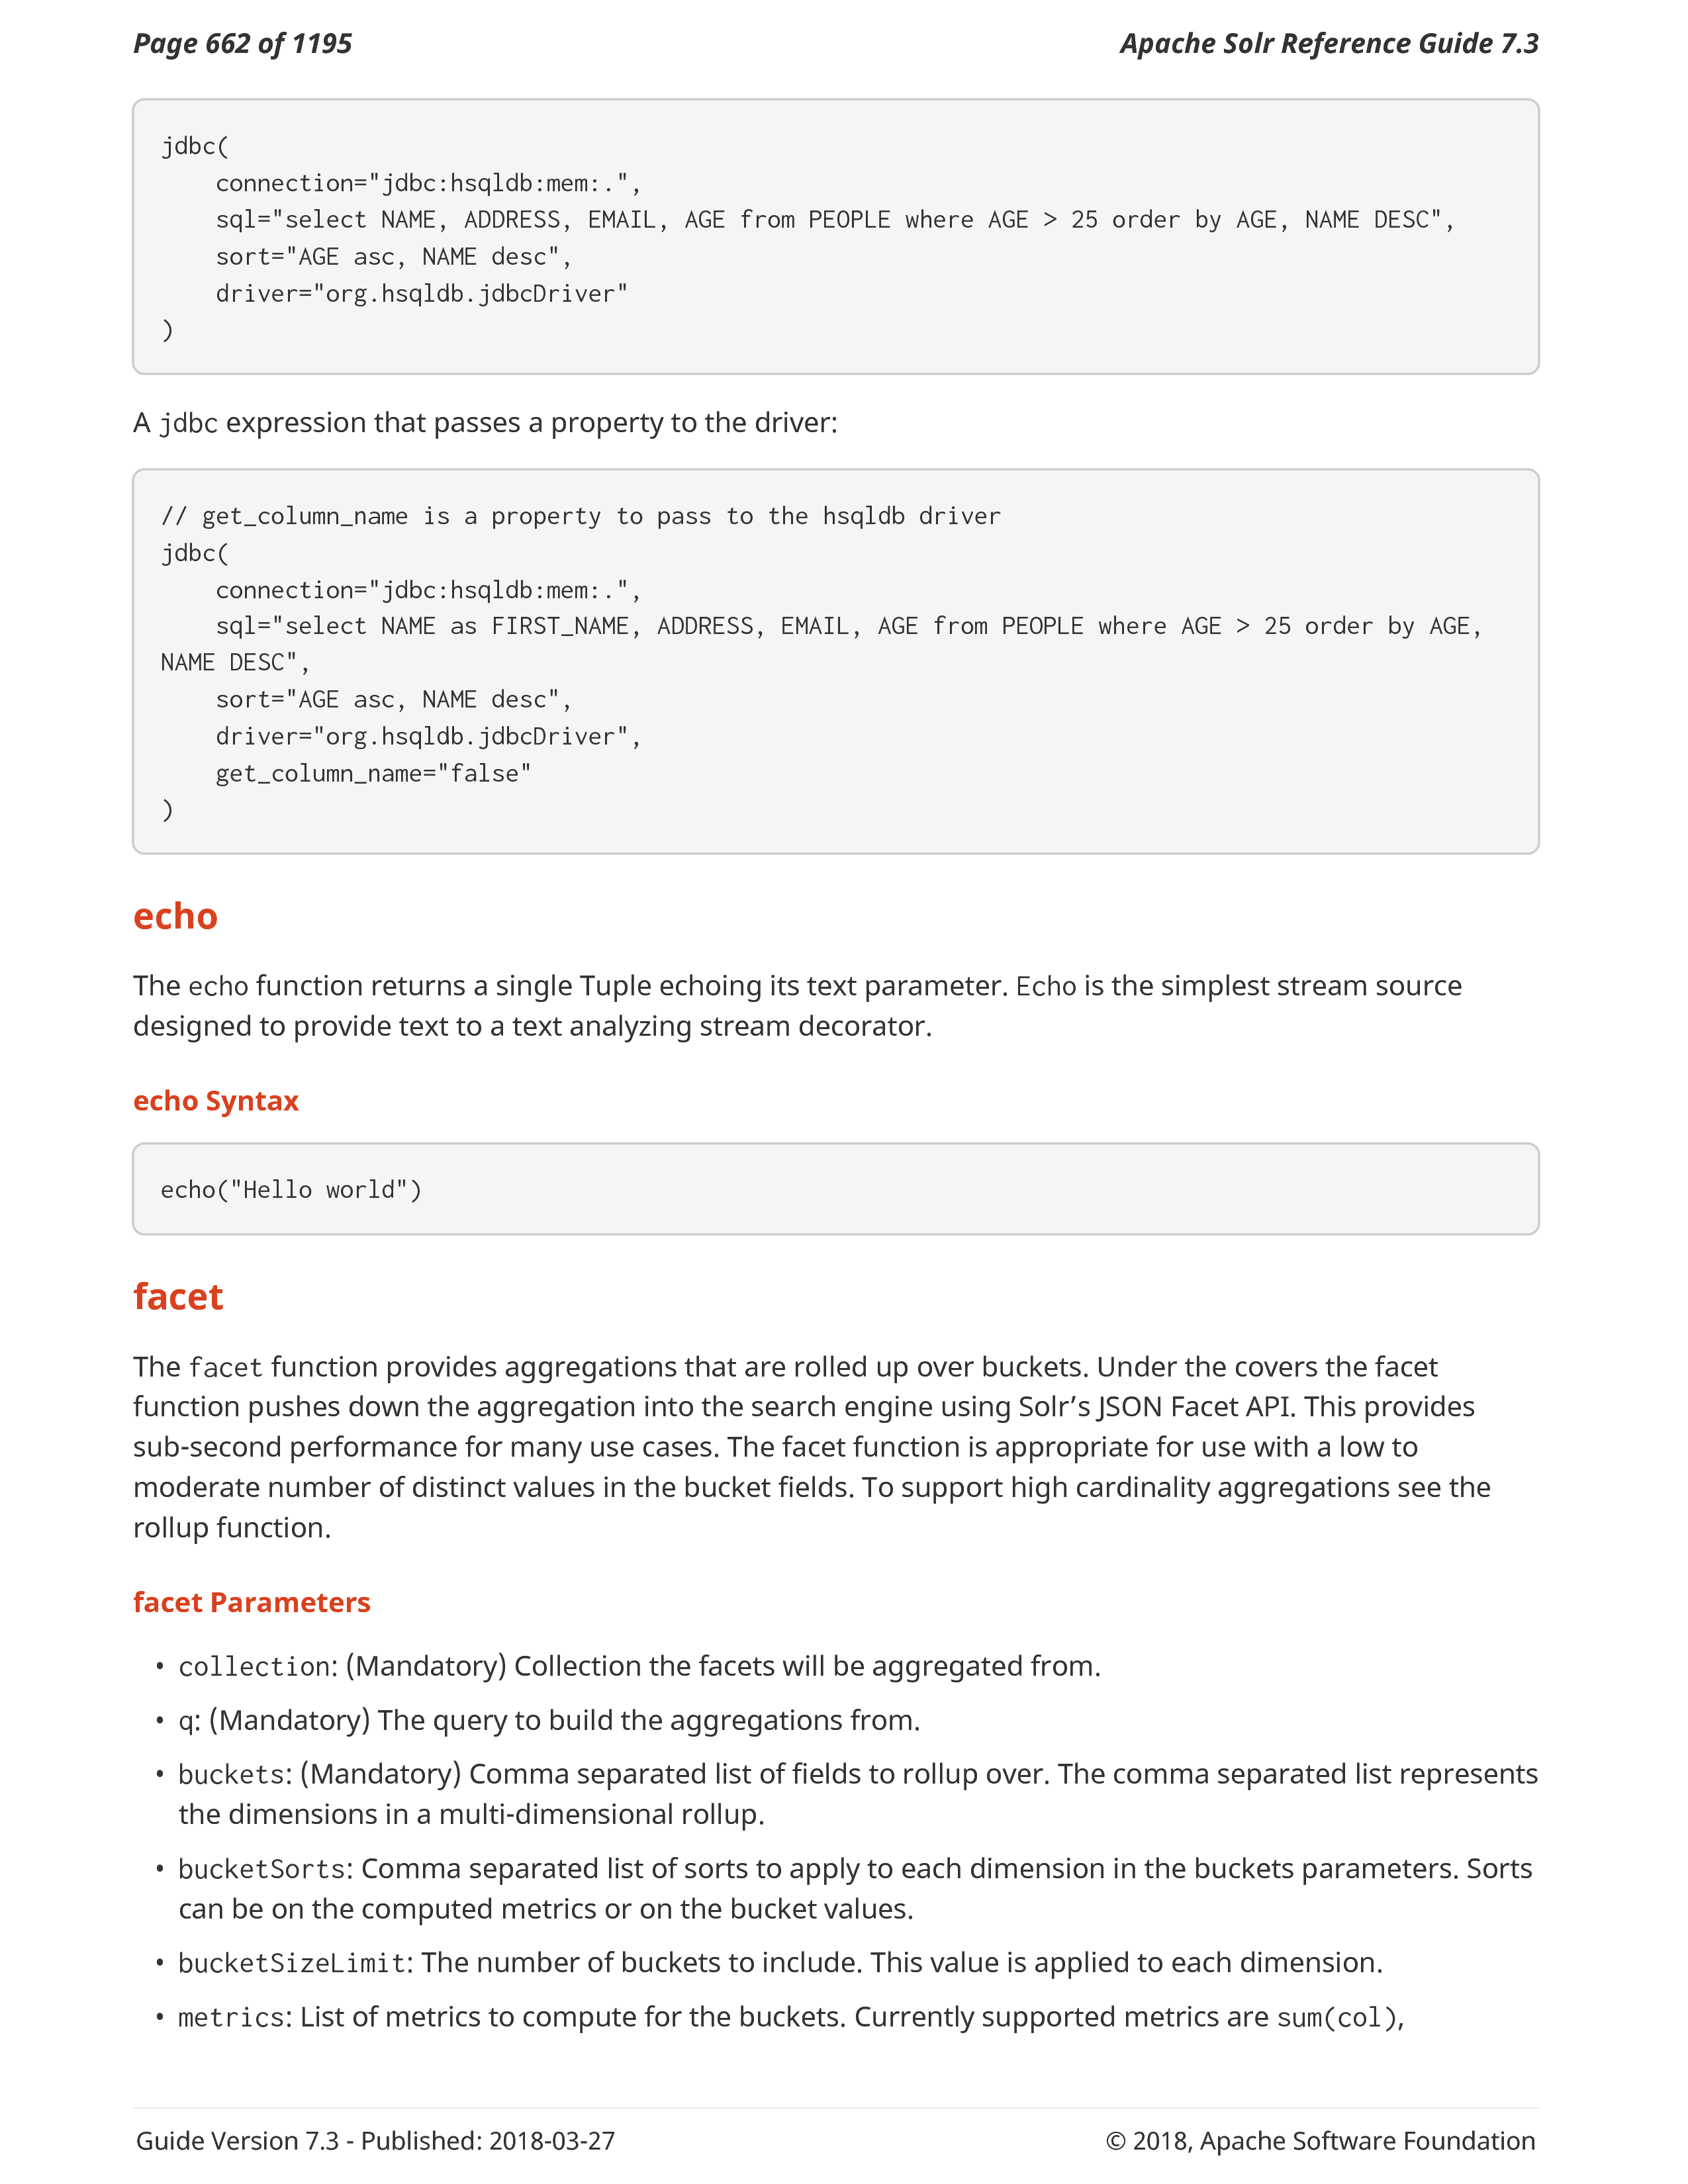 Page 662 of 1195
Apache Solr Reference Guide 7.3
jdbc(
    connection="jdbc:hsqldb:mem:.",
    sql="select NAME, ADDRESS, EMAIL, AGE from PEOPLE where AGE > 25 order by AGE, NAME DESC",
    sort="AGE asc, NAME desc",
    driver="org.hsqldb.jdbcDriver"
)
A jdbc expression that passes a property to the driver:
// get_column_name is a property to pass to the hsqldb driver
jdbc(
    connection="jdbc:hsqldb:mem:.",
    sql="select NAME as FIRST_NAME, ADDRESS, EMAIL, AGE from PEOPLE where AGE > 25 order by AGE,
NAME DESC",
    sort="AGE asc, NAME desc",
    driver="org.hsqldb.jdbcDriver",
    get_column_name="false"
)
echo
The echo function returns a single Tuple echoing its text parameter. Echo is the simplest stream source
designed to provide text to a text analyzing stream decorator.
echo Syntax
echo("Hello world")
facet
The facet function provides aggregations that are rolled up over buckets. Under the covers the facet
function pushes down the aggregation into the search engine using Solr’s JSON Facet API. This provides
sub-second performance for many use cases. The facet function is appropriate for use with a low to
moderate number of distinct values in the bucket fields. To support high cardinality aggregations see the
rollup function.
facet Parameters
• collection: (Mandatory) Collection the facets will be aggregated from.
• q: (Mandatory) The query to build the aggregations from.
• buckets: (Mandatory) Comma separated list of fields to rollup over. The comma separated list represents
the dimensions in a multi-dimensional rollup.
• bucketSorts: Comma separated list of sorts to apply to each dimension in the buckets parameters. Sorts
can be on the computed metrics or on the bucket values.
• bucketSizeLimit: The number of buckets to include. This value is applied to each dimension.
• metrics: List of metrics to compute for the buckets. Currently supported metrics are sum(col),
Guide Version 7.3 - Published: 2018-03-27
© 2018, Apache Software Foundation